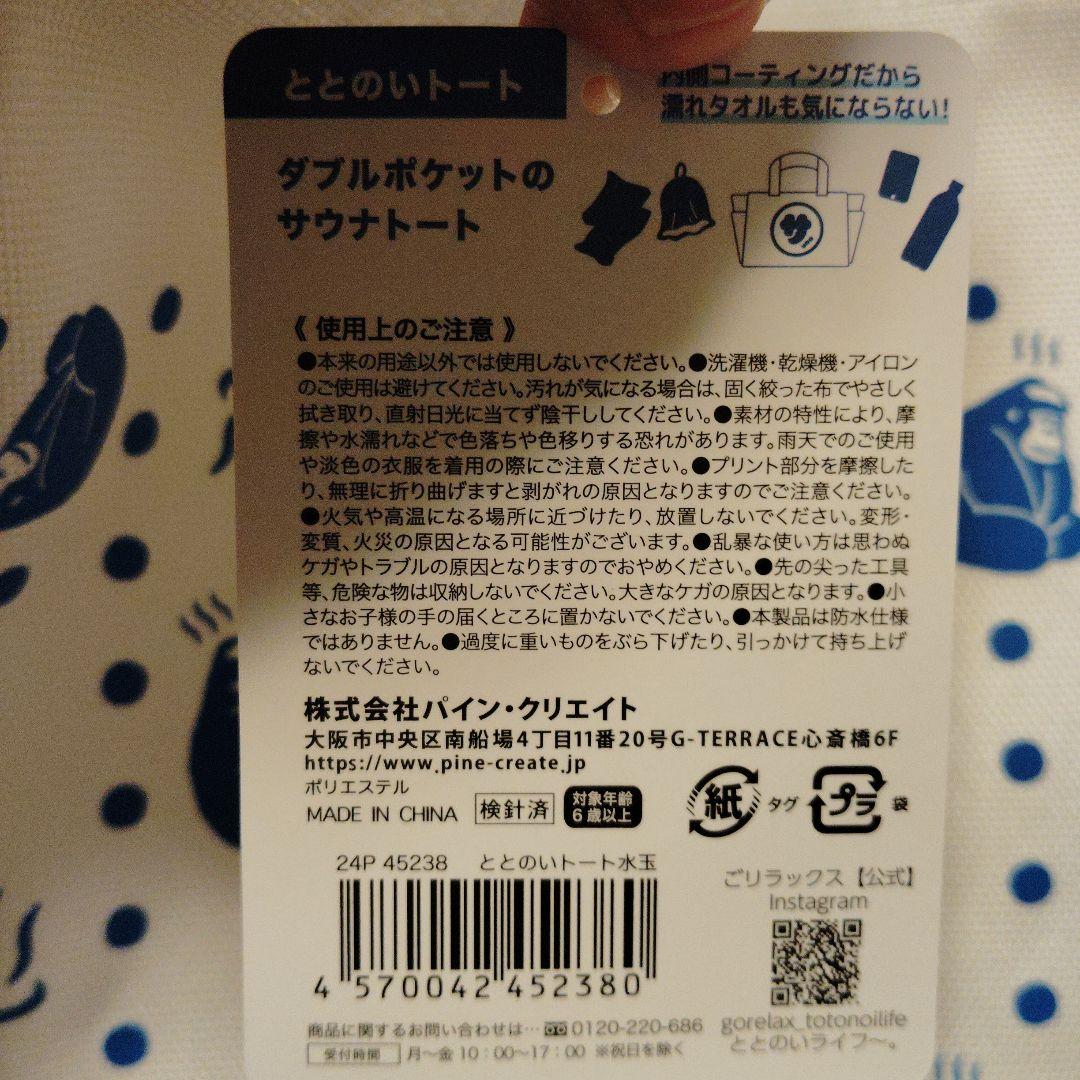 ととのいトート
内側コーティングだから
濡れタオルも気にならない!
ダブルポケットの
サウナトート
サ
《 使用上のご注意 》
●本来の用途以外では使用しないでください。●洗濯機・乾燥機・アイロン
のご使用は避けてください。汚れが気になる場合は、固く絞った布でやさしく
拭き取り、直射日光に当てず陰干ししてください。●素材の特性により、摩
擦や水濡れなどで色落ちや色移りする恐れがあります。雨天でのご使用
や淡色の衣服を着用の際にご注意ください。●プリント部分を摩擦した
り、無理に折り曲げますと剥がれの原因となりますのでご注意ください。
●火気や高温になる場所に近づけたり、放置しないでください。変形・
変質、火災の原因となる可能性がございます。●乱暴な使い方は思わぬ
ケガやトラブルの原因となりますのでおやめください。●先の尖った工具
等、危険な物は収納しないでください。大きなケガの原因となります。●小
さなお子様の手の届くところに置かないでください。●本製品は防水仕様
ではありません。●過度に重いものをぶら下げたり、引っかけて持ち上げ
ないでください。
株式会社パイン・クリエイト
大阪市中央区南船場4丁目11番20号G-TERRACE心斎橋6F
https://www.pine-create.jp
ポリエステル
MADE IN CHINA 検針済 対象年齢
6歳以上
紙 タグ プラ 袋
24P 45238 ととのいトート水玉
4 570042 452380
ごリラックス【公式】
Instagram
gorelax_totonoilife
ととのいライフ〜。
商品に関するお問い合わせは… 0120-220-686
受付時間 月〜金 10:00〜17:00 ※祝日を除く